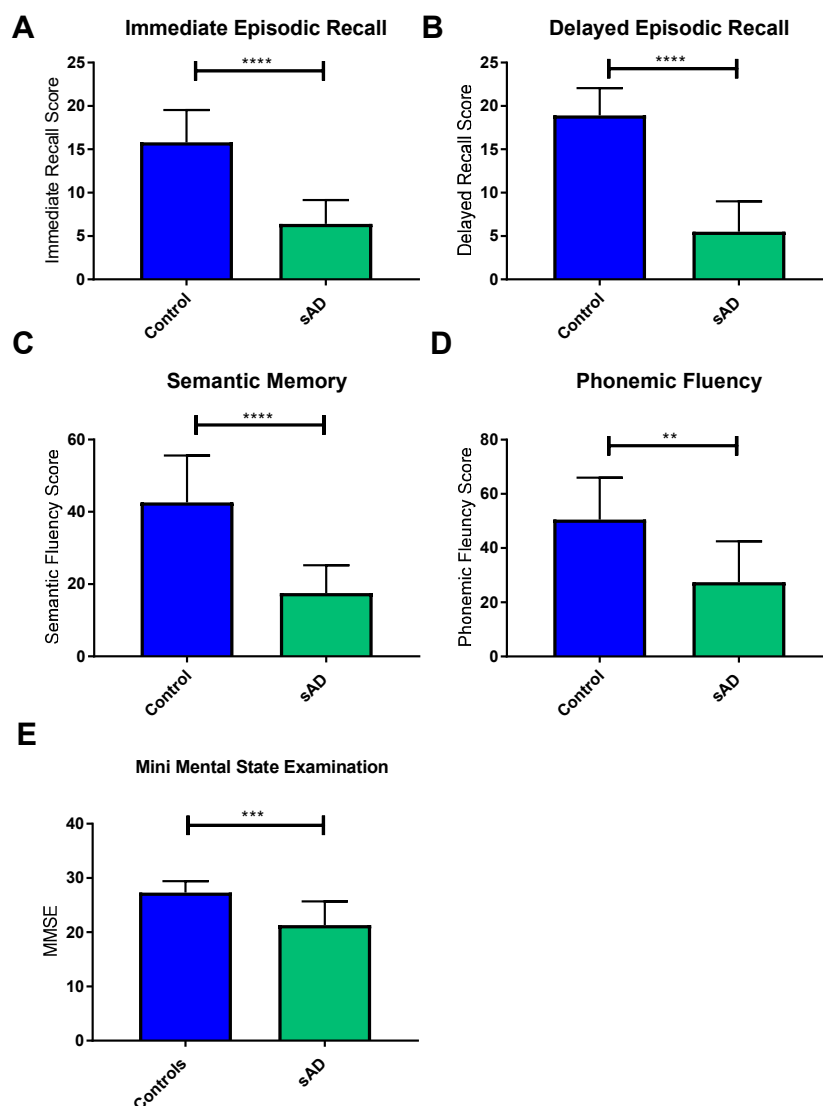 A
Immediate Episodic Recall
****
Immediate Recall Score
25
20
15
10
5
0
Control
sAD
B
Delayed Episodic Recall
****
Delayed Recall Score
25
20
15
10
5
0
Control
sAD
C
Semantic Memory
****
Semantic Fluency Score
60
40
20
0
Control
sAD
D
Phonemic Fluency
**
Phonemic Fleuncy Score
80
60
40
20
0
Control
sAD
E
Mini Mental State Examination
***
MMSE
40
30
20
10
0
Controls
sAD